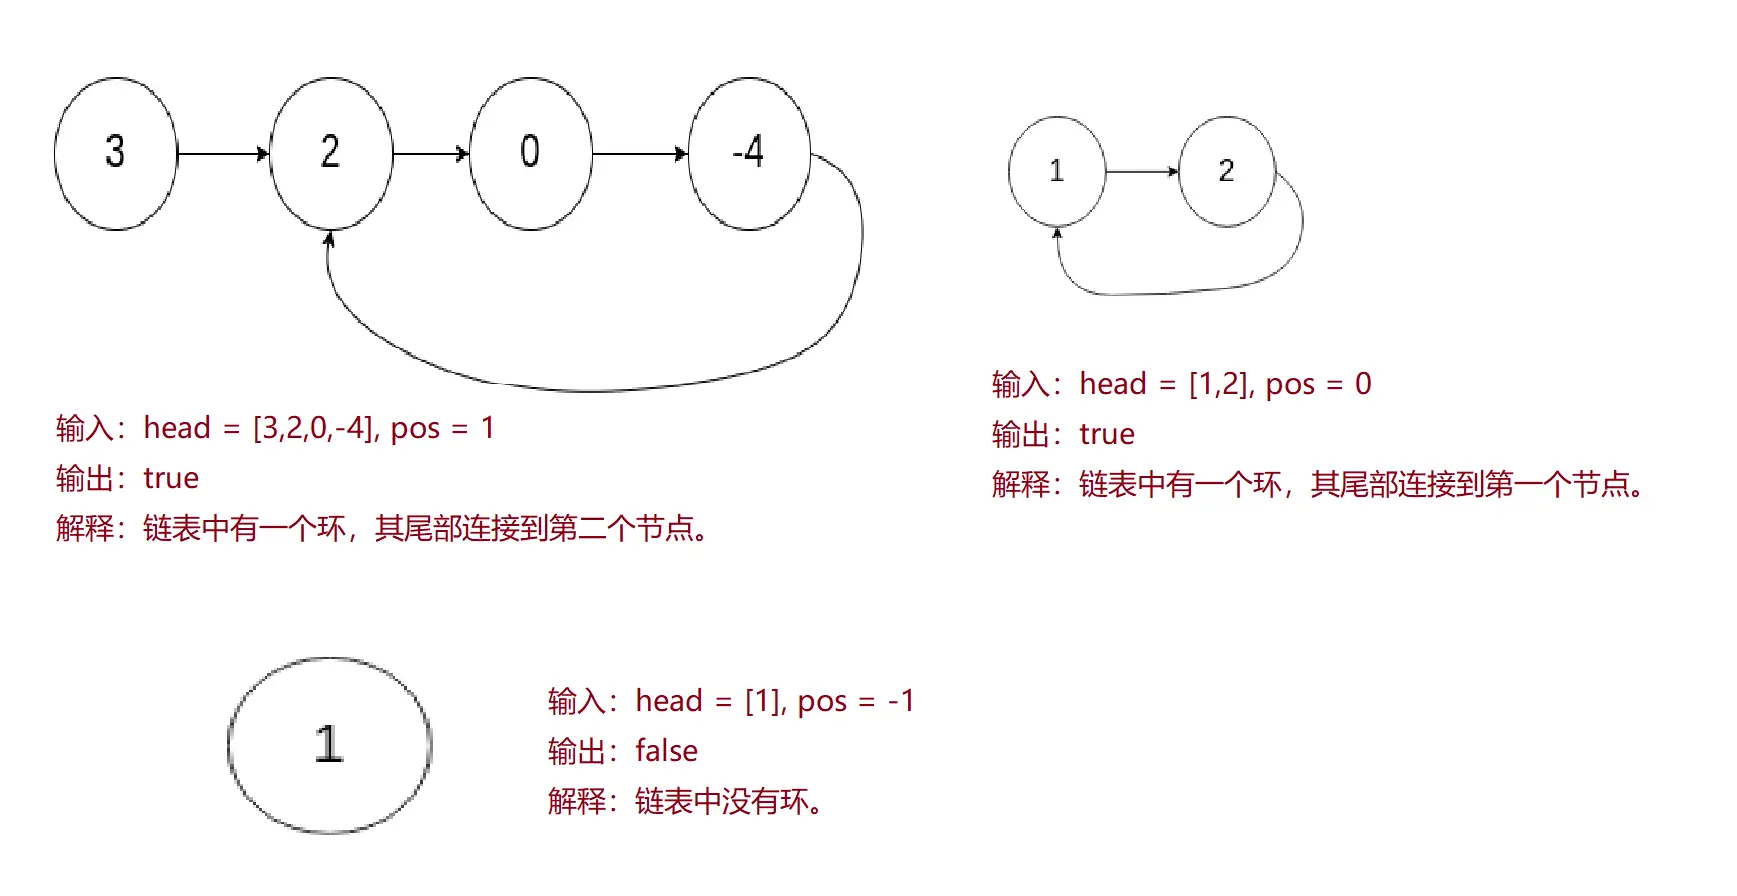 3
2
0
-4
1
2
输入：head = [3,2,0,-4], pos = 1
输出：true
解释：链表中有一个环，其尾部连接到第二个节点。
输入：head = [1,2], pos = 0
输出：true
解释：链表中有一个环，其尾部连接到第一个节点。
1
输入：head = [1], pos = -1
输出：false
解释：链表中没有环。